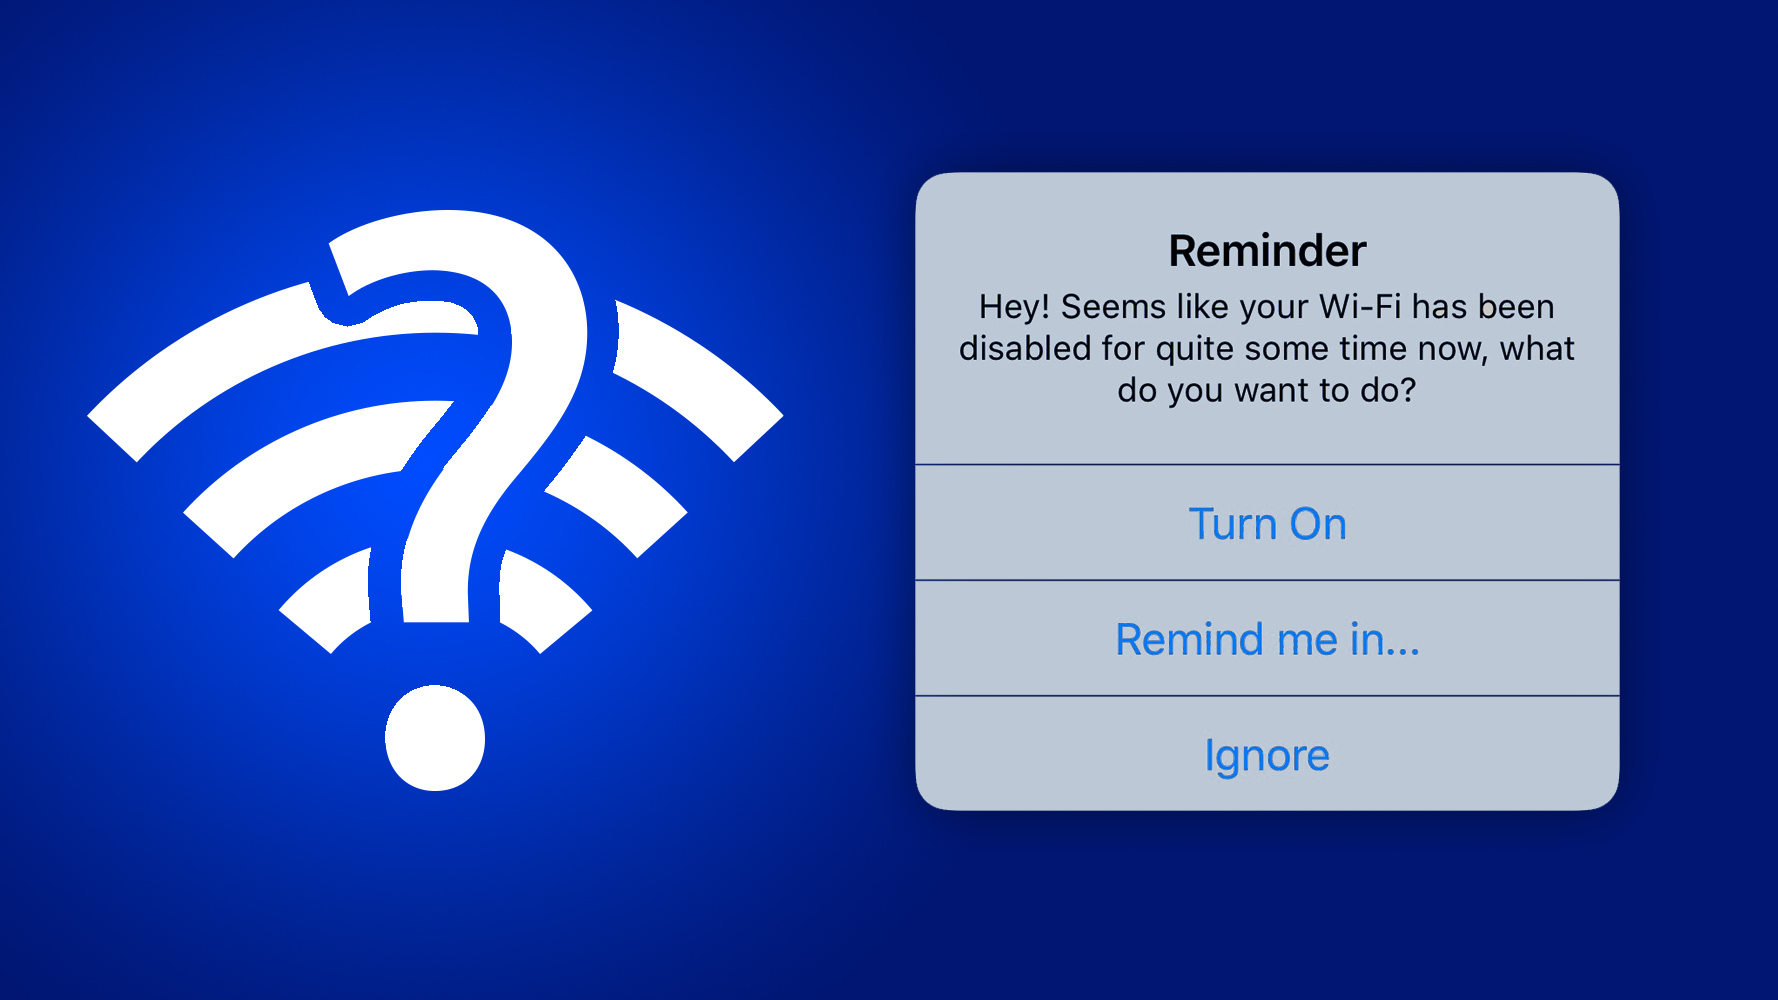 Reminder
Hey! Seems like your Wi-Fi has been
disabled for quite some time now, what
do you want to do?
Turn On
Remind me in...
Ignore